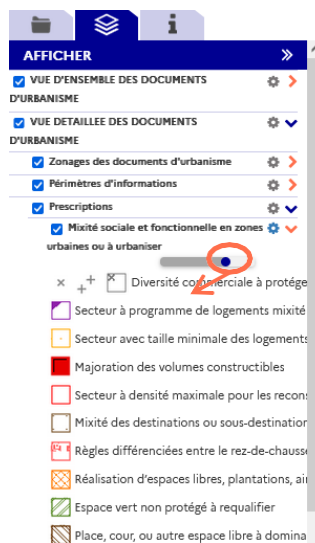 AFFICHER
VUE D'ENSEMBLE DES DOCUMENTS
D'URBANISME
VUE DETAILLEE DES DOCUMENTS
D'URBANISME
Zonages des documents d'urbanisme
Périmètres d'informations
Prescriptions
Mixité sociale et fonctionnelle en zones
urbaines ou à urbaniser
Diversité commerciale à protége
Secteur à programme de logements mixité
Secteur avec taille minimale des logements
Majoration des volumes constructibles
Secteur à densité maximale pour les recons
Mixité des destinations ou sous-destination
Règles différenciées entre le rez-de-chausse
Réalisation d'espaces libres, plantations, air
Espace vert non protégé à requalifier
Place, cour, ou autre espace libre à domina